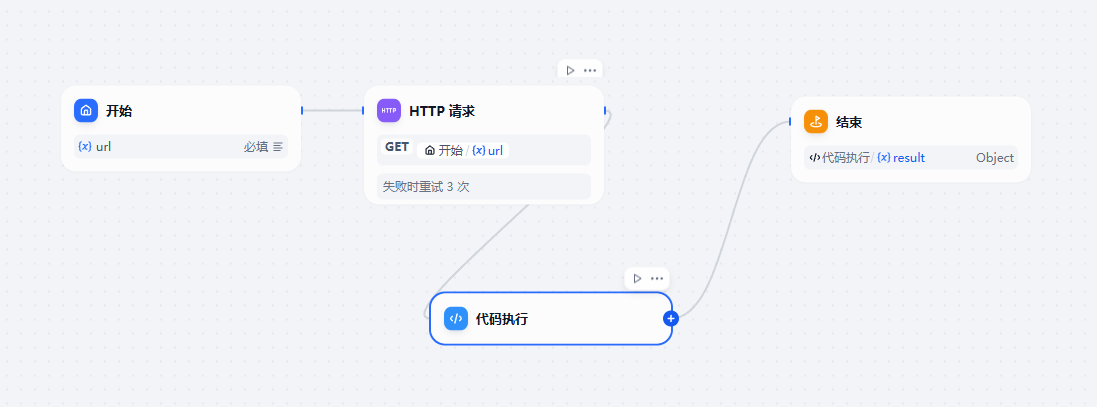 开始
(x) url 必填
HTTP HTTP 请求
GET 开始 / (x) url
失败时重试 3 次
代码执行
结束
代码执行 / (x) result Object